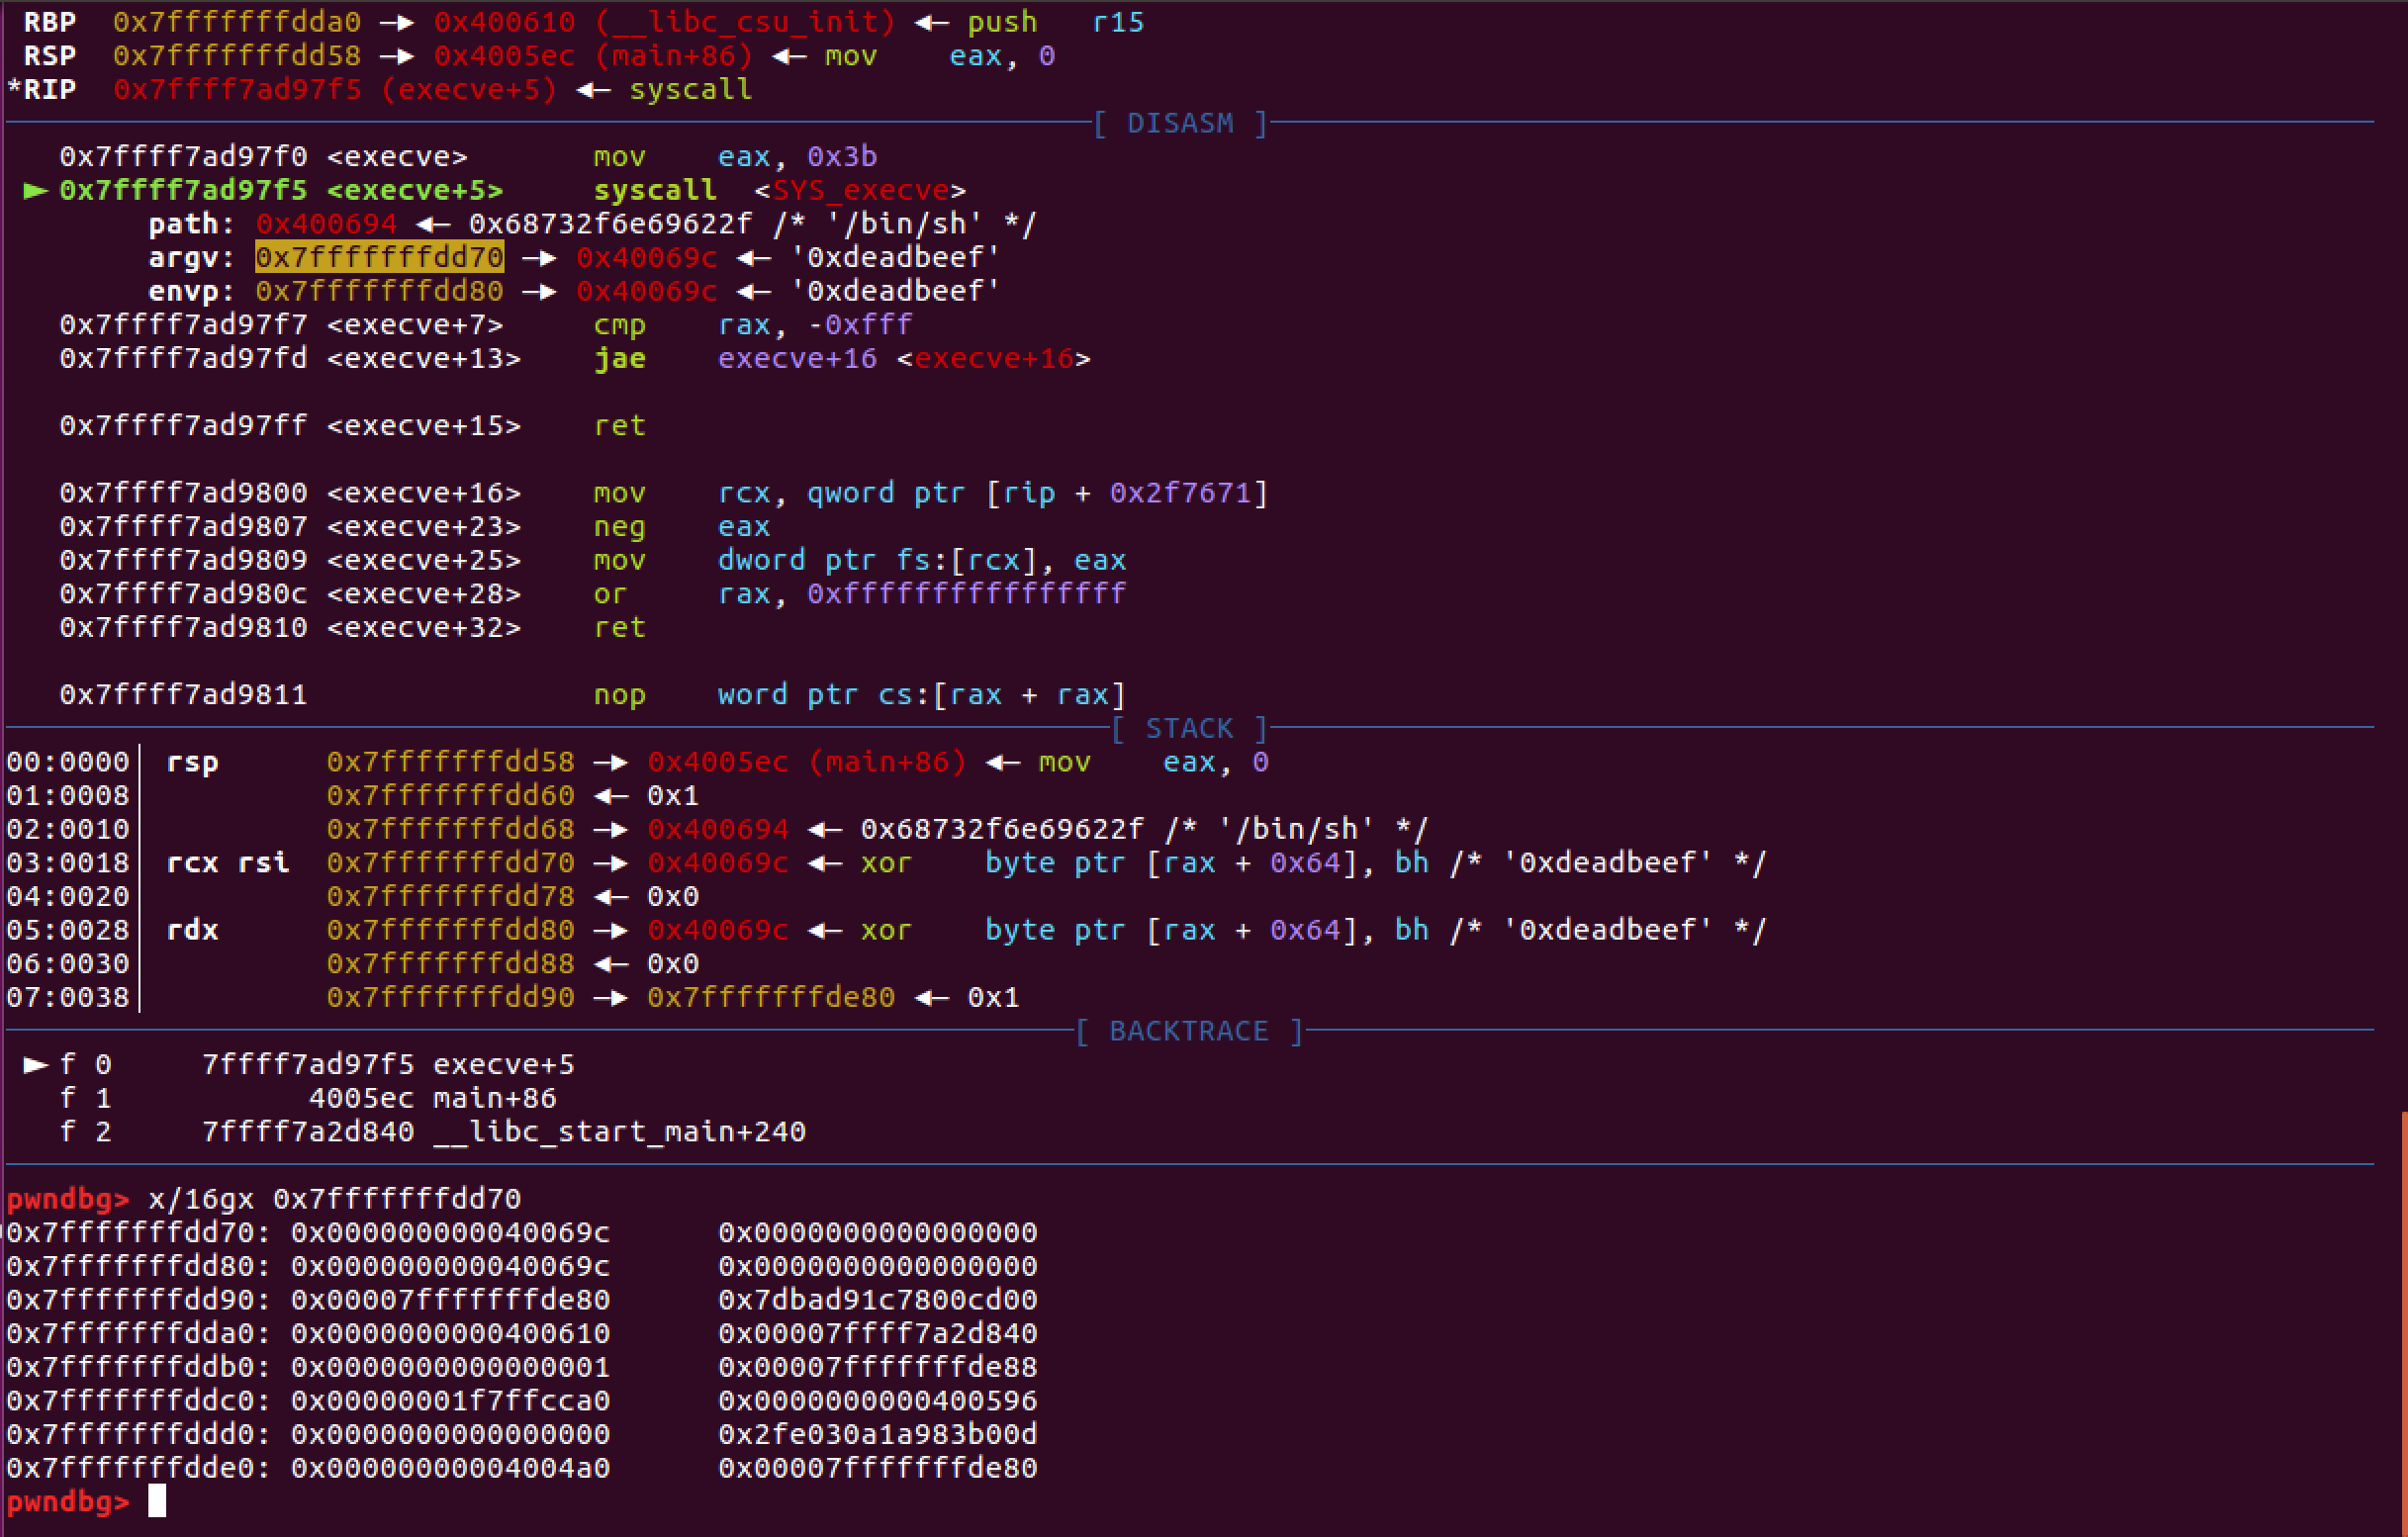 RBP  0x7fffffffdda0 —▸ 0x400610 (__libc_csu_init) ◂— push   r15
RSP  0x7fffffffdd58 —▸ 0x4005ec (main+86) ◂— mov    eax, 0
*RIP  0x7ffff7ad97f5 (execve+5) ◂— syscall
[ DISASM ]
0x7ffff7ad97f0 <execve>       mov    eax, 0x3b
► 0x7ffff7ad97f5 <execve+5>     syscall  <SYS_execve>
path: 0x400694 ◂— 0x68732f6e69622f /* '/bin/sh' */
argv: 0x7fffffffdd70 —▸ 0x40069c ◂— '0xdeadbeef'
envp: 0x7fffffffdd80 —▸ 0x40069c ◂— '0xdeadbeef'
0x7ffff7ad97f7 <execve+7>     cmp    rax, -0xfff
0x7ffff7ad97fd <execve+13>    jae    execve+16 <execve+16>
0x7ffff7ad97ff <execve+15>    ret
0x7ffff7ad9800 <execve+16>    mov    rcx, qword ptr [rip + 0x2f7671]
0x7ffff7ad9807 <execve+23>    neg    eax
0x7ffff7ad9809 <execve+25>    mov    dword ptr fs:[rcx], eax
0x7ffff7ad980c <execve+28>    or     rax, 0xffffffffffffffff
0x7ffff7ad9810 <execve+32>    ret
0x7ffff7ad9811                nop    word ptr cs:[rax + rax]
[ STACK ]
00:0000│ rsp      0x7fffffffdd58 —▸ 0x4005ec (main+86) ◂— mov    eax, 0
01:0008│          0x7fffffffdd60 ◂— 0x1
02:0010│          0x7fffffffdd68 —▸ 0x400694 ◂— 0x68732f6e69622f /* '/bin/sh' */
03:0018│ rcx rsi  0x7fffffffdd70 —▸ 0x40069c ◂— xor    byte ptr [rax + 0x64], bh /* '0xdeadbeef' */
04:0020│          0x7fffffffdd78 ◂— 0x0
05:0028│ rdx      0x7fffffffdd80 —▸ 0x40069c ◂— xor    byte ptr [rax + 0x64], bh /* '0xdeadbeef' */
06:0030│          0x7fffffffdd88 ◂— 0x0
07:0038│          0x7fffffffdd90 —▸ 0x7fffffffde80 ◂— 0x1
[ BACKTRACE ]
► f 0     7ffff7ad97f5 execve+5
f 1           4005ec main+86
f 2     7ffff7a2d840 __libc_start_main+240
pwndbg> x/16gx 0x7fffffffdd70
0x7fffffffdd70: 0x000000000040069c      0x0000000000000000
0x7fffffffdd80: 0x000000000040069c      0x0000000000000000
0x7fffffffdd90: 0x00007fffffffde80      0x7dbad91c7800cd00
0x7fffffffdda0: 0x0000000000400610      0x00007ffff7a2d840
0x7fffffffddb0: 0x0000000000000001      0x00007fffffffde88
0x7fffffffddc0: 0x00000001f7ffcca0      0x0000000000400596
0x7fffffffddd0: 0x0000000000000000      0x2fe030a1a983b00d
0x7fffffffdde0: 0x00000000004004a0      0x00007fffffffde80
pwndbg>